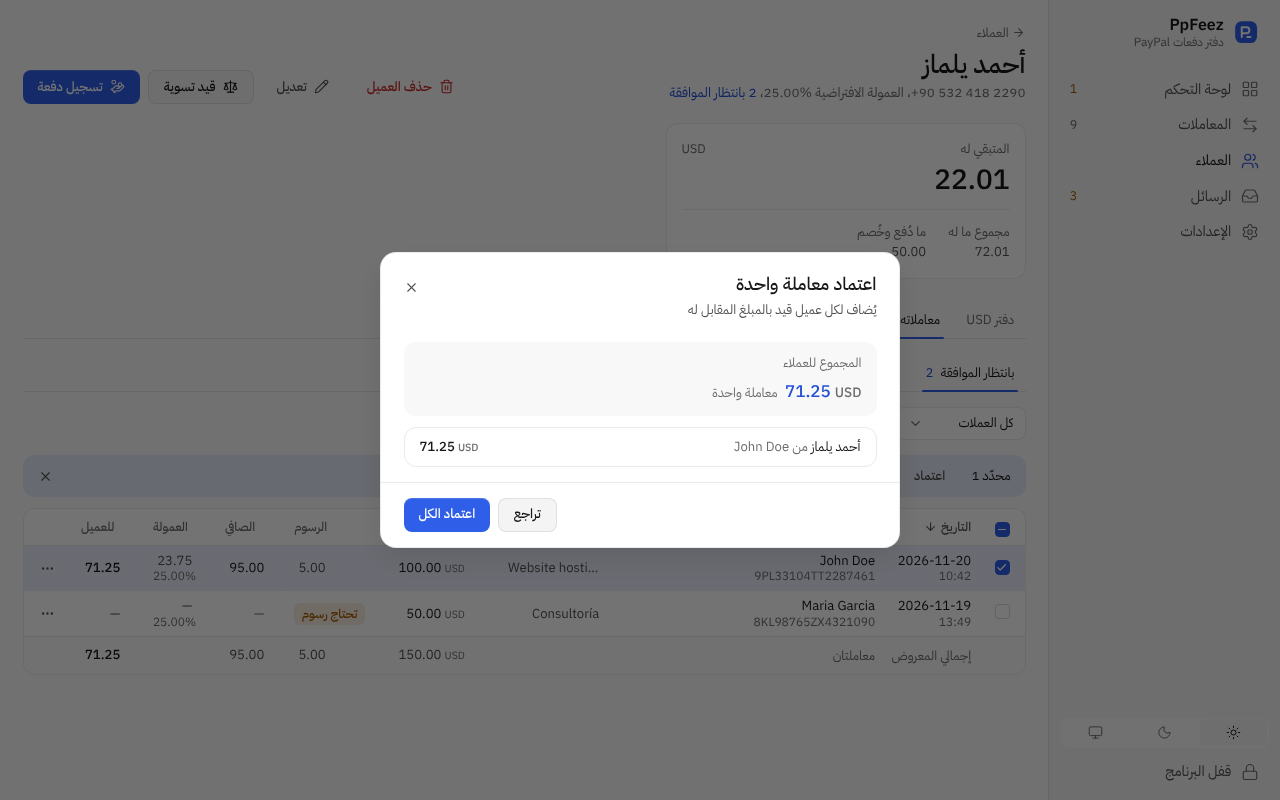 PpFeez
دفتر دفعات PayPal
لوحة التحكم 1
المعاملات 9
العملاء
الرسائل 3
الإعدادات
قفل البرنامج
العملاء →
أحمد يلماز
+90 532 418 2290، العمولة الافتراضية 25.00%، 2 بانتظار الموافقة
حذف العميل
تعديل
قيد تسوية
تسجيل دفعة
المتبقي له USD
22.01
مجموع ما له ما دُفع وخُصم
72.01 50.00
دفتر USD معاملاته
بانتظار الموافقة 2
كل العملات
محدّد 1 اعتماد
التاريخ ↓ الرسوم الصافي العمولة للعميل
2026-11-20 John Doe Website hosti... 100.00 USD 5.00 95.00 23.75 71.25
10:42 9PL33104TT2287461 25.00%
2026-11-19 Maria Garcia Consultoría 50.00 USD تحتاج رسوم — — —
13:49 8KL98765ZX4321090 25.00%
إجمالي المعروض معاملتان 150.00 USD 5.00 95.00 71.25
اعتماد معاملة واحدة
يُضاف لكل عميل قيد بالمبلغ المقابل له
المجموع للعملاء
71.25 USD معاملة واحدة
أحمد يلماز من John Doe 71.25 USD
تراجع
اعتماد الكل